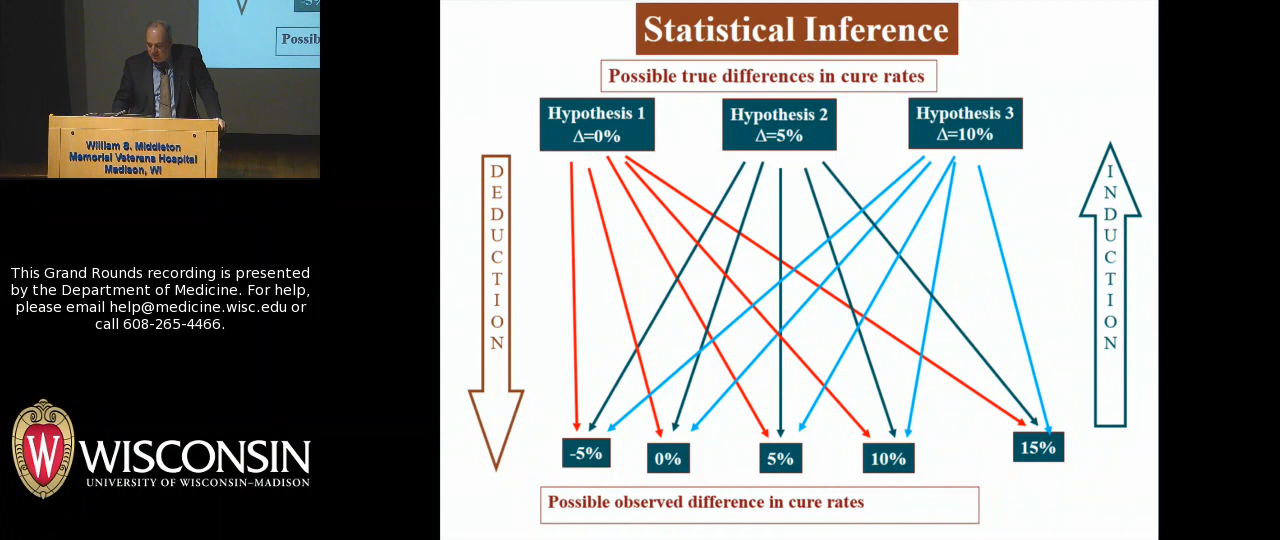 -5%
Possib
William S. Middleton
Memorial Veterans Hospital
Madison, WI
This Grand Rounds recording is presented
by the Department of Medicine. For help,
please email help@medicine.wisc.edu or
call 608-265-4466.
W
WISCONSIN
UNIVERSITY OF WISCONSIN–MADISON
Statistical Inference
Possible true differences in cure rates
Hypothesis 1
Δ=0%
Hypothesis 2
Δ=5%
Hypothesis 3
Δ=10%
DEDUCTION
INDUCTION
-5%
0%
5%
10%
15%
Possible observed difference in cure rates